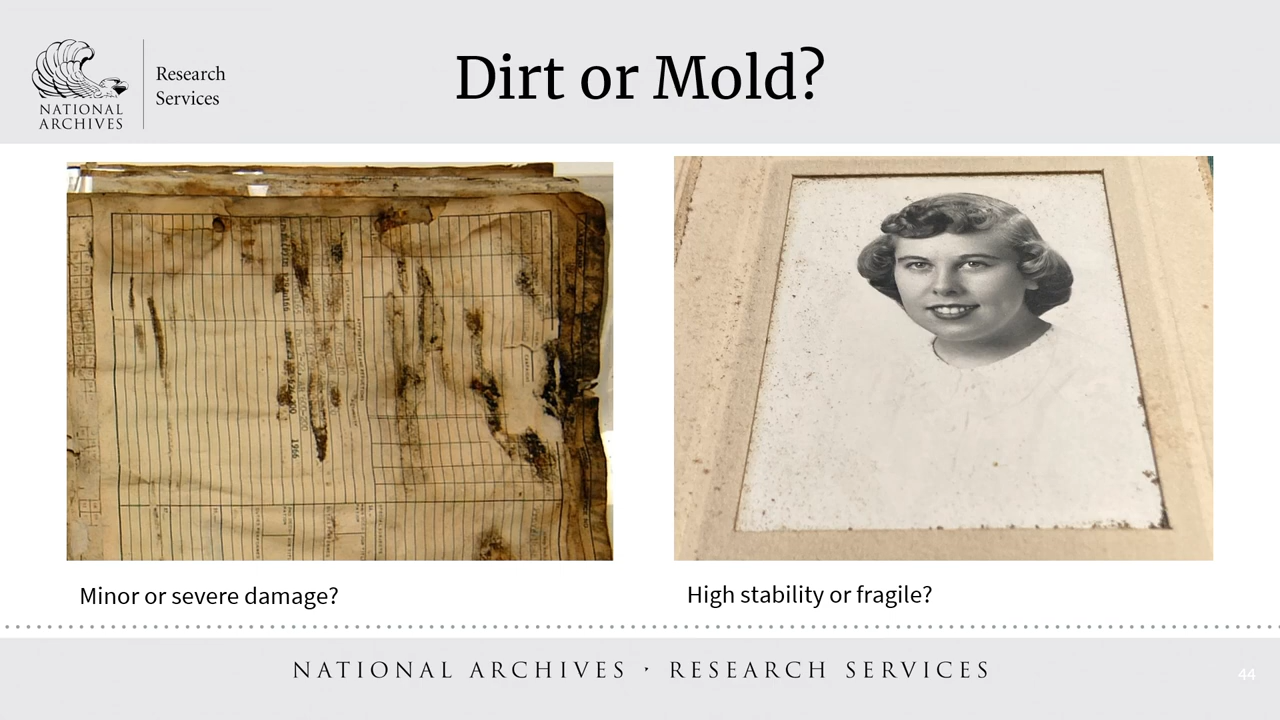 Dirt or Mold?
NATIONAL
ARCHIVES
Research
Services
1966
Minor or severe damage?
High stability or fragile?
NATIONAL ARCHIVES · RESEARCH SERVICES
44